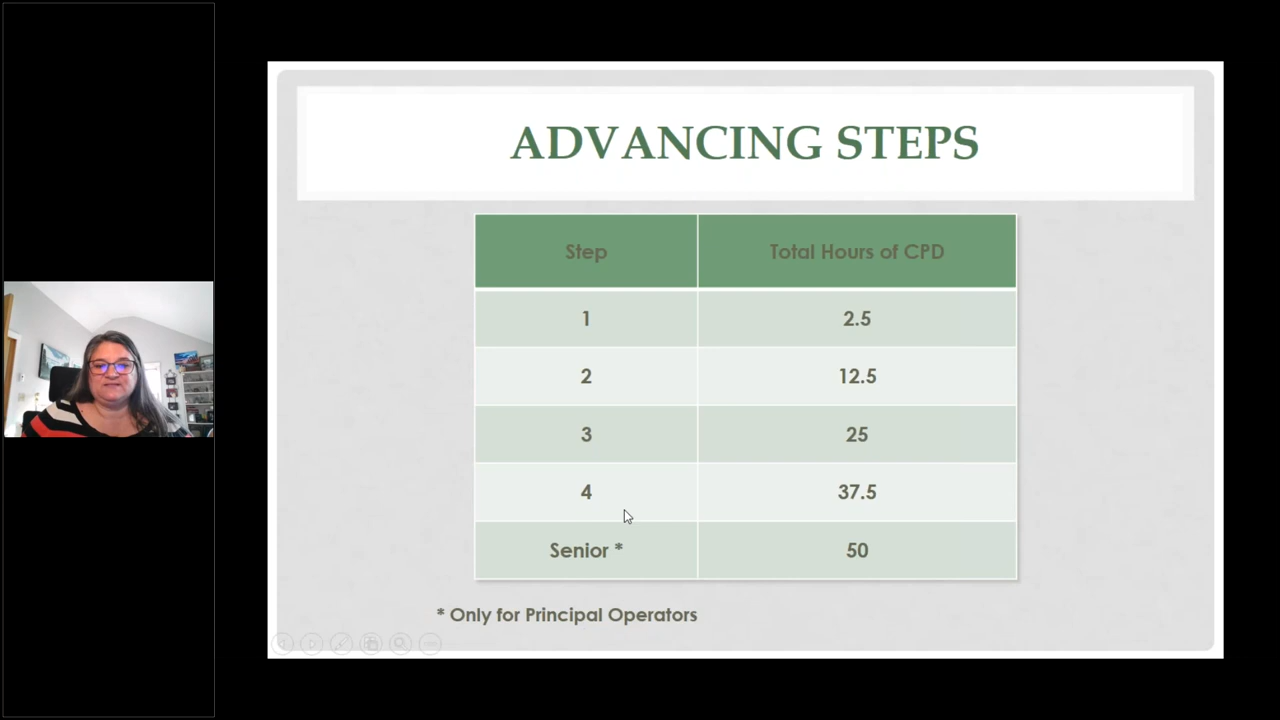 ADVANCING STEPS
Step Total Hours of CPD
1 2.5
2 12.5
3 25
4 37.5
Senior * 50
* Only for Principal Operators